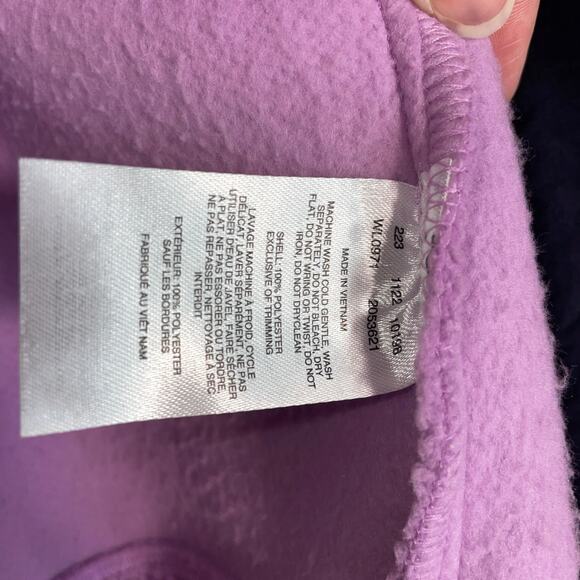 223 1122 10196
WL0971 2053621
MADE IN VIETNAM
MACHINE WASH COLD GENTLE, WASH
SEPARATELY, DO NOT BLEACH, DRY
FLAT, DO NOT WRING OR TWIST, DO NOT
IRON, DO NOT DRYCLEAN
SHELL: 100% POLYESTER
EXCLUSIVE OF TRIMMING
LAVAGE MACHINE À FROID, CYCLE
DÉLICAT, LAVER SÉPARÉMENT, NE PAS
UTILISER D'EAU DE JAVEL, FAIRE SÉCHER
À PLAT, NE PAS ESSORER OU TORDRE,
NE PAS REPASSER, NETTOYAGE À SEC
INTERDIT
EXTÉRIEUR: 100% POLYESTER
SAUF LES BORDURES
FABRIQUÉ AU VIÊT NAM